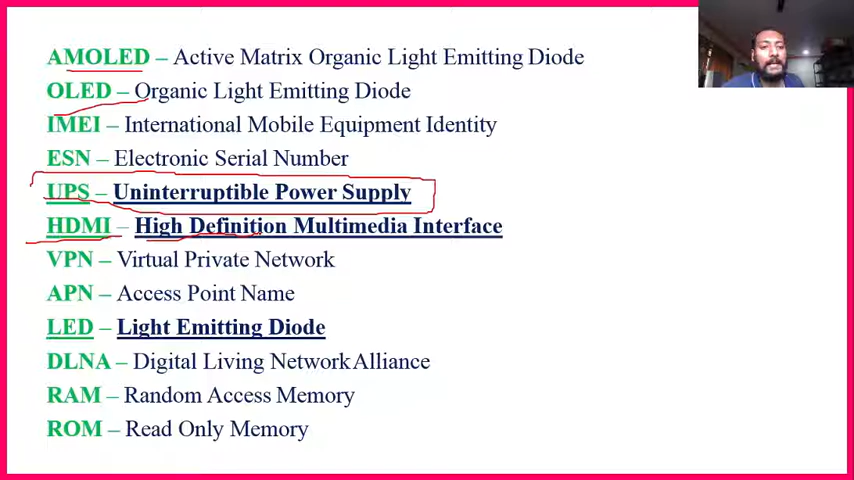 AMOLED – Active Matrix Organic Light Emitting Diode
OLED – Organic Light Emitting Diode
IMEI – International Mobile Equipment Identity
ESN – Electronic Serial Number
UPS – Uninterruptible Power Supply
HDMI – High Definition Multimedia Interface
VPN – Virtual Private Network
APN – Access Point Name
LED – Light Emitting Diode
DLNA – Digital Living Network Alliance
RAM – Random Access Memory
ROM – Read Only Memory